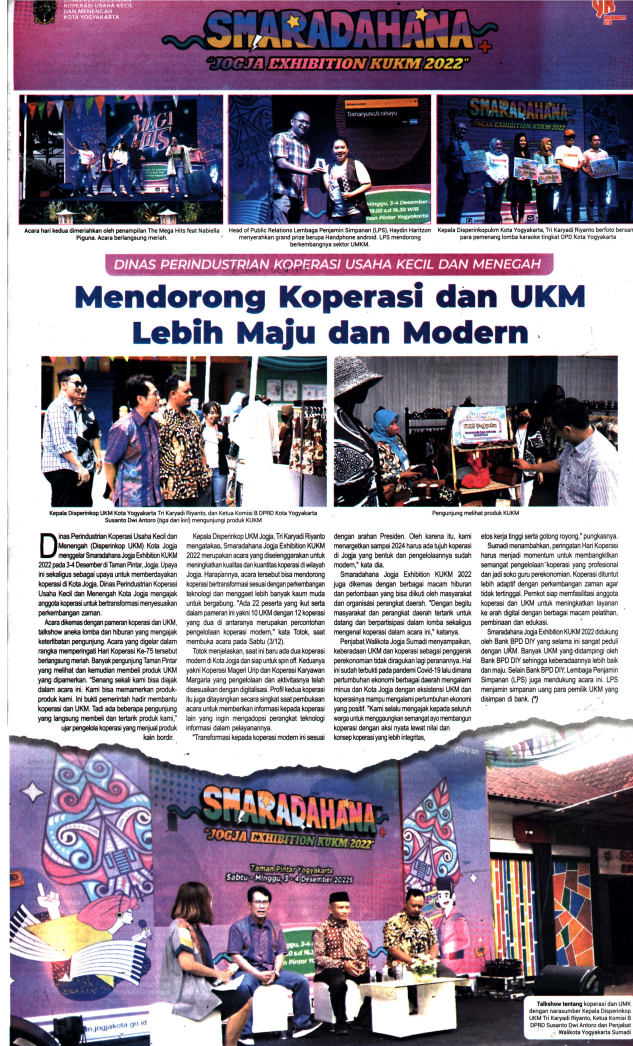 KOPERASI USAHA KECIL
DAN MENENGAH
KOTA YOGYAKARTA
SMARADAHANA
"JOGJA EXHIBITION KUKM 2022"
MEGA
HITS
Trimaryunusti rahayu
Minggu, 3-4 Desember
SMARADAHANA
JOGJA EXHIBITION KUKM 2022
Acara hari kedua dimeriahkan oleh penampilan The Mega Hits feat Nabiella
Piguna. Acara berlangsung meriah.
Head of Public Relations Lembaga Penjamin Simpanan (LPS), Haydin Haritzon
menyerahkan grand prize berupa Handphone android. LPS mendorong
berkembangnya sektor UMKM.
Kepala Disperinkopukm Kota Yogyakarta, Tri Karyadi Riyanto berfoto bersam
para pemenang lomba karaoke tingkat OPD Kota Yogyakarta
DINAS PERINDUSTRIAN KOPERASI USAHA KECIL DAN MENEGAH
Mendorong Koperasi dan UKM
Lebih Maju dan Modern
UKM Yogyakarta
Kepala Disperinkop UKM Kota Yogyakarta Tri Karyadi Riyanto, dan Ketua Komisi B DPRD Kota Yogyakarta
Susanto Dwi Antoro (tiga dari kiri) mengunjungi produk KUKM
Pengunjung melihat produk KUKM
Dinas Perindustrian Koperasi Usaha Kecil dan
Menengah (Disperinkop UKM) Kota Jogja
menggelar Smaradahana Jogja Exhibition KUKM
2022 pada 3-4 Desember di Taman Pintar, Jogja. Upaya
ini sekaligus sebagai upaya untuk memberdayakan
koperasi di Kota Jogja. Dinas Perindustrian Koperasi
Usaha Kecil dan Menengah Kota Jogja mengajak
anggota koperasi untuk bertransformasi menyesuaikan
perkembangan zaman.
Acara dikemas dengan pameran koperasi dan UKM,
talkshow aneka lomba dan hiburan yang mengajak
keterlibatan pengunjung. Acara yang digelar dalam
rangka memperingati Hari Koperasi Ke-75 tersebut
berlangsung meriah. Banyak pengunjung Taman Pintar
yang melihat dan kemudian membeli produk UKM
yang dipamerkan. "Senang sekali kami bisa diajak
dalam acara ini. Kami bisa memamerkan produk-
produk kami. Ini bukti pemerintah hadir membantu
koperasi dan UKM. Tadi ada beberapa pengunjung
yang langsung membeli dan tertarik produk kami,"
ujar pengelola koperasi yang menjual produk
kain bordir.
Kepala Disperinkop UKM Jogja, Tri Karyadi Riyanto
mengatakan, Smaradahana Jogja Exhibition KUKM
2022 merupakan acara yang diselenggarakan untuk
meningkatkan kualitas dan kuantitas koperasi di wilayah
Jogja. Harapannya, acara tersebut bisa mendorong
koperasi bertransformasi sesuai dengan perkembangan
teknologi dan menggaet lebih banyak kaum muda
untuk bergabung. "Ada 22 peserta yang ikut serta
dalam pameran ini yakni 10 UKM dengan 12 koperasi
yang dua di antaranya merupakan percontohan
pengelolaan koperasi modern," kata Totok, saat
membuka acara pada Sabtu (3/12).
Totok menjelaskan, saat ini baru ada dua koperasi
modern di Kota Jogja dan siap untuk spin off. Keduanya
yakni Koperasi Mageri Urip dan Koperasi Karyawan
Margaria yang pengelolaan dan aktivitasnya telah
disesuaikan dengan digitalisasi. Profil kedua koperasi
itu juga ditayangkan secara singkat saat pembukaan
acara untuk memberikan informasi kepada koperasi
lain yang ingin mengadopsi perangkat teknologi
informasi dalam pelayanannya.
"Transformasi kepada koperasi modern ini sesuai
dengan arahan Presiden. Oleh karena itu, kami
menargetkan sampai 2024 harus ada tujuh koperasi
di Jogja yang bentuk dan pengelolaannya sudah
modern," kata dia.
Smaradahana Jogja Exhibition KUKM 2022
juga dikemas dengan berbagai macam hiburan
dan perlombaan yang bisa diikuti oleh masyarakat
dan organisasi perangkat daerah. "Dengan begitu
masyarakat dan perangkat daerah tertarik untuk
datang dan berpartisipasi dalam lomba sekaligus
mengenal koperasi dalam acara ini," katanya.
Penjabat Walikota Jogja Sumadi menyampaikan,
keberadaan UKM dan koperasi sebagai penggerak
perekonomian tidak diragukan lagi peranannya. Hal
ini sudah terbukti pada pandemi Covid-19 lalu dimana
pertumbuhan ekonomi berbagai daerah mengalami
minus dan Kota Jogja dengan eksistensi UKM dan
koperasinya mampu mengalami pertumbuhan ekonomi
yang positif. "Kami selalu mengajak kepada seluruh
warga untuk menggaungkan semangat ayo membangun
koperasi dengan aksi nyata lewat nilai dan
konsep koperasi yang lebih integritas,
etos kerja tinggi serta gotong royong," pungkasnya.
Sumadi menambahkan, peringatan Hari Koperasi
harus menjadi momentum untuk membangkitkan
semangat pengelolaan 'koperasi yang profesional
dan jadi soko guru perekonomian. Koperasi dituntut
lebih adaptif dengan perkembangan zaman agar
tidak tertinggal. Pemkot siap memfasilitasi anggota
koperasi dan UKM untuk meningkatkan layanan
ke arah digital dengan berbagai macam pelatihan,
pembinaan dan edukasi.
Smaradahana Jogja Exhibition KUKM 2022 didukung
oleh Bank BPD DIY yang selama ini sangat peduli
dengan UKM. Banyak UKM yang didampingi oleh
Bank BPD DIY sehingga keberadaannya lebih baik
dan maju. Selain Bank BPD DIY, Lembaga Penjamin
Simpanan (LPS) juga mendukung acara ini. LPS
menjamin simpanan uang para pemilik UKM yang
disimpan di bank. (*)
SMARADAHANA
"JOGJA EXHIBITION KUKM 2022"
Taman Pintar Yogyakarta
Sabtu - Minggu, 3 - 4 Desember 2022
m.jogjakota.go.id
Talkshow tentang koperasi dan UMK
dengan narasumber Kepala Disperinkop
UKM Tri Karyadi Riyanto, Ketua Komisi B
DPRD Susanto Dwi Antoro dan Penjabat
Walikota Yogyakarta Sumadi